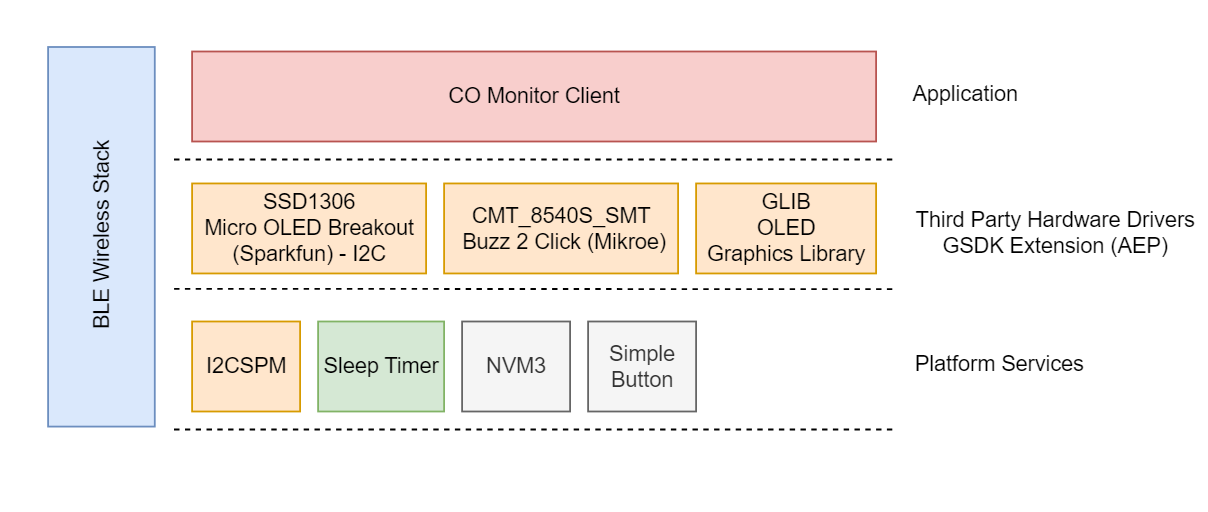 BLE Wireless Stack
CO Monitor Client
Application
SSD1306
Micro OLED Breakout
(Sparkfun) - I2C
CMT_8540S_SMT
Buzz 2 Click (Mikroe)
GLIB
OLED
Graphics Library
Third Party Hardware Drivers
GSDK Extension (AEP)
I2CSPM
Sleep Timer
NVM3
Simple
Button
Platform Services